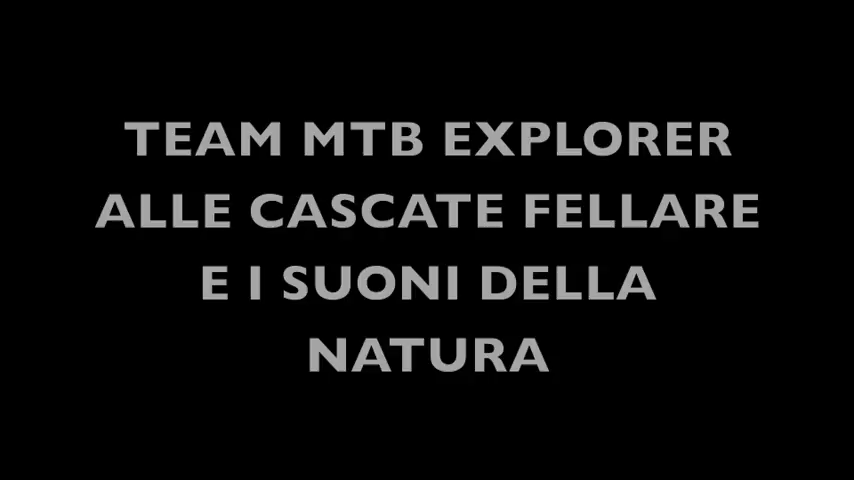 TEAM MTB EXPLORER
ALLE CASCATE FELLARE
E I SUONI DELLA
NATURA